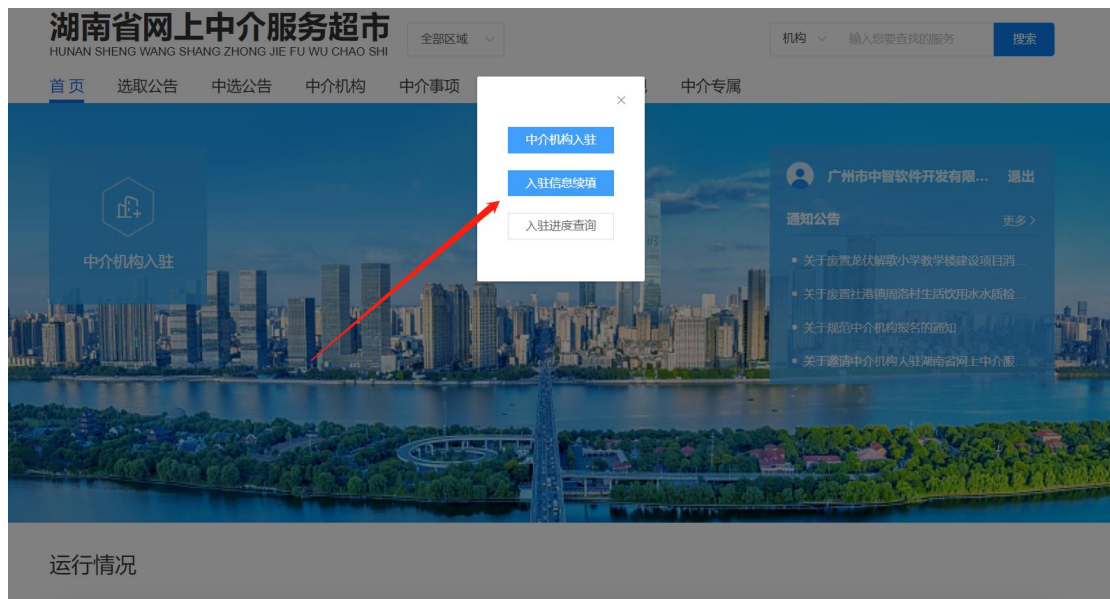 湖南省网上中介服务超市
HUNAN SHENG WANG SHANG ZHONG JIE FU WU CHAO SHI
全部区域
机构 输入您要查找的服务 搜索
首页 选取公告 中选公告 中介机构 中介事项 中介专属
中介机构入驻
入驻信息续填
入驻进度查询
中介机构入驻
广州市中智软件开发有限... 退出
通知公告 更多 >
关于废置龙伏解歌小学教学楼建设项目消...
关于废置社港镇周洛村生活饮用水水质检...
关于规范中介机构报名的通知
关于邀请中介机构入驻湖南省网上中介服...
运行情况